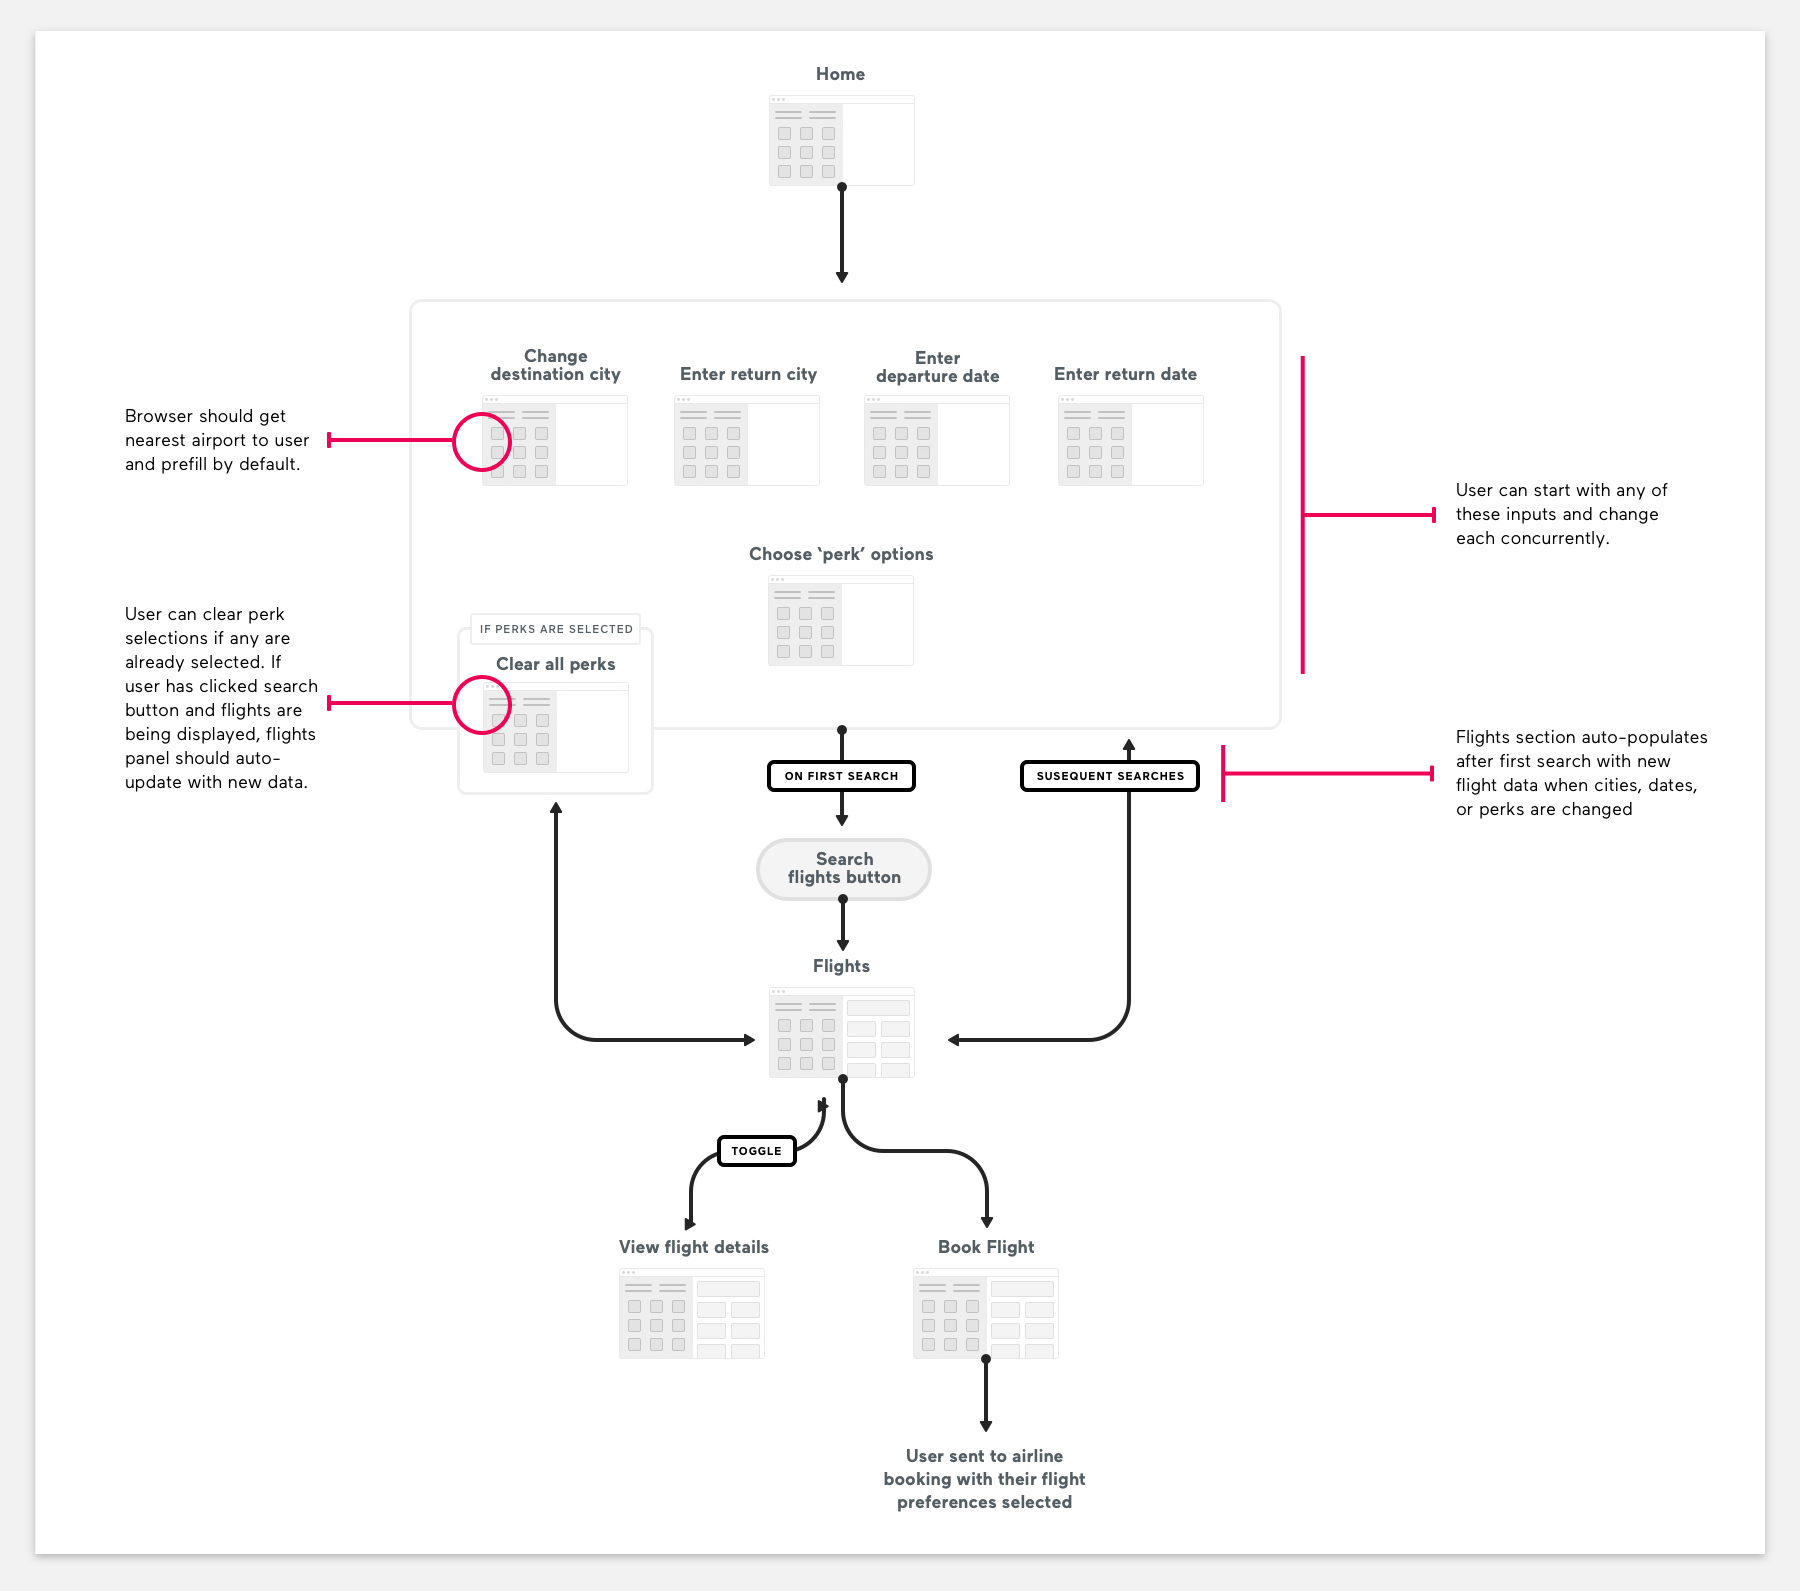 Home
Change
destination city
Enter return city
Enter
departure date
Enter return date
Browser should get
nearest airport to user
and prefill by default.
User can start with any of
these inputs and change
each concurrently.
Choose ‘perk’ options
User can clear perk
selections if any are
already selected. If
user has clicked search
button and flights are
being displayed, flights
panel should auto-
update with new data.
IF PERKS ARE SELECTED
Clear all perks
ON FIRST SEARCH
SUSEQUENT SEARCHES
Flights section auto-populates
after first search with new
flight data when cities, dates,
or perks are changed
Search
flights button
Flights
TOGGLE
View flight details
Book Flight
User sent to airline
booking with their flight
preferences selected